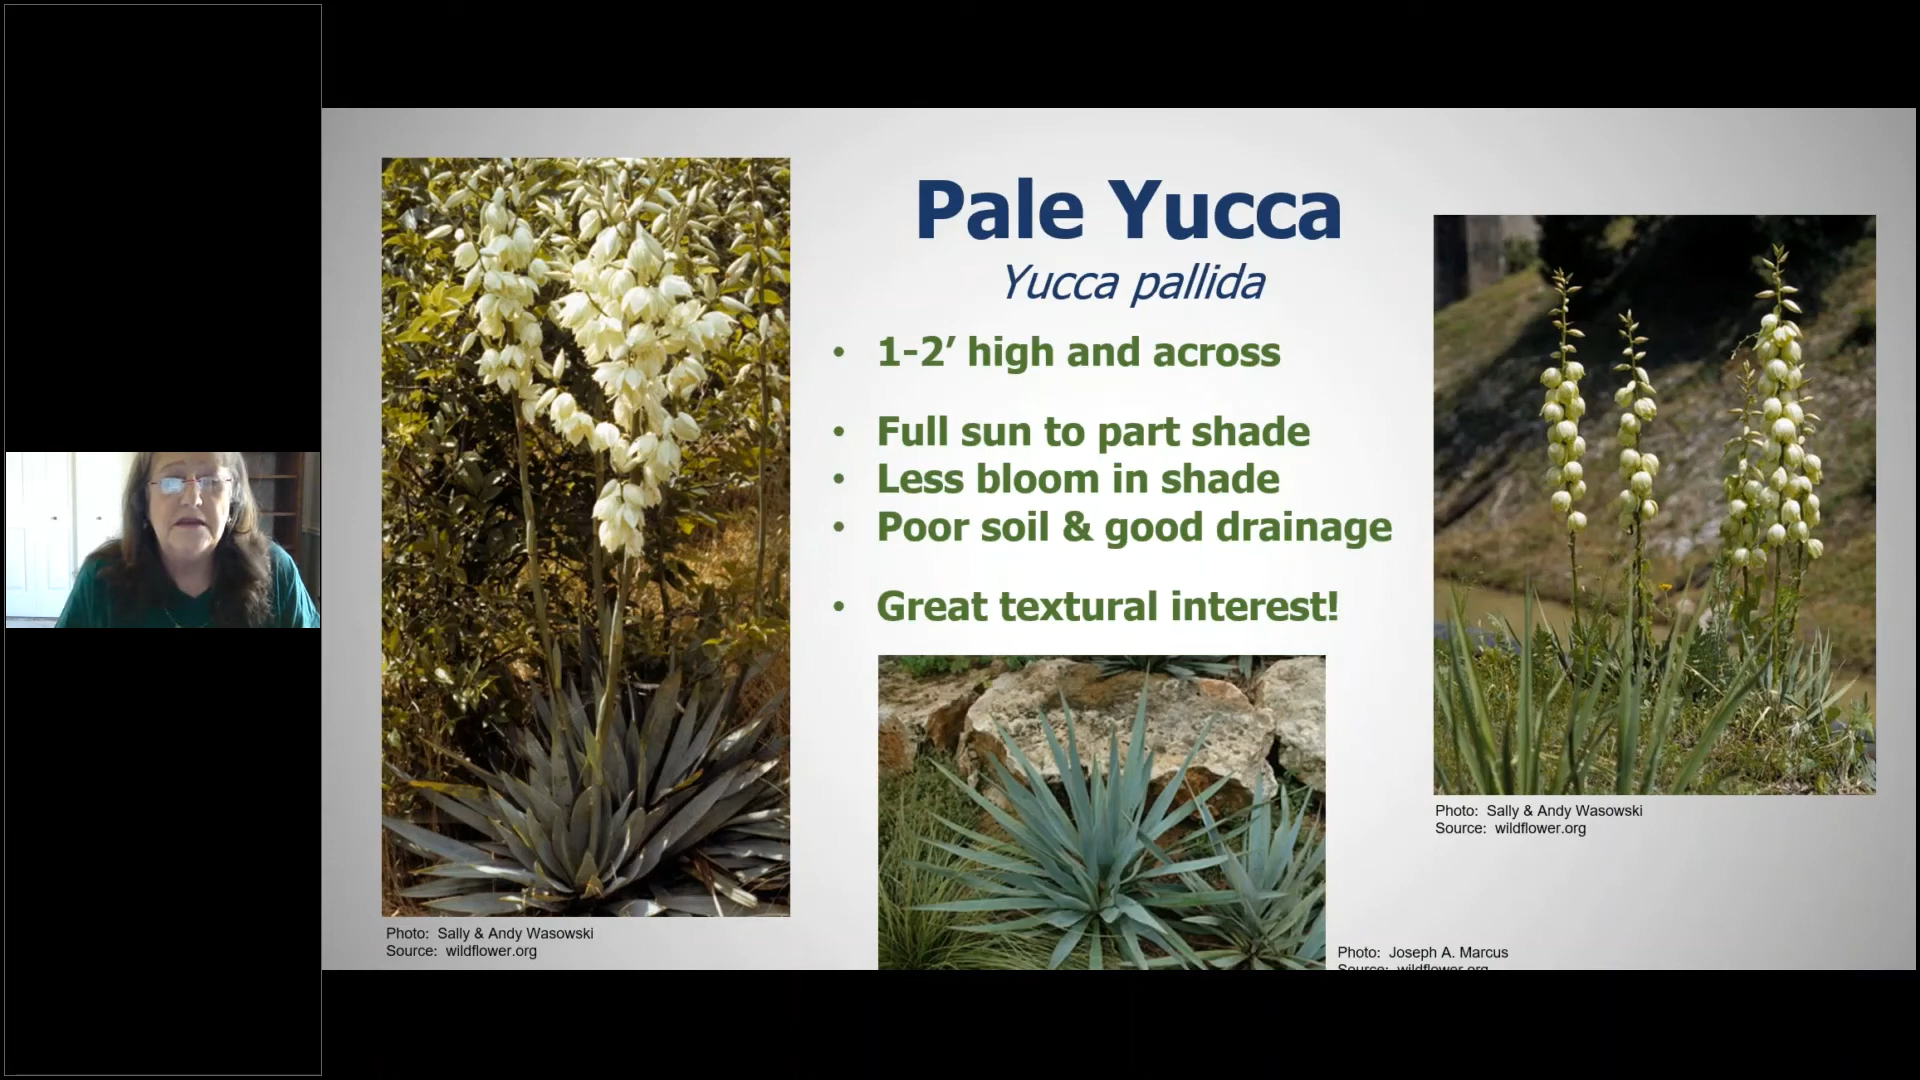 Pale Yucca
Yucca pallida
• 1-2’ high and across
• Full sun to part shade
• Less bloom in shade
• Poor soil & good drainage
• Great textural interest!
Photo: Sally & Andy Wasowski
Source: wildflower.org
Photo: Joseph A. Marcus
Source: wildflower.org
Photo: Sally & Andy Wasowski
Source: wildflower.org